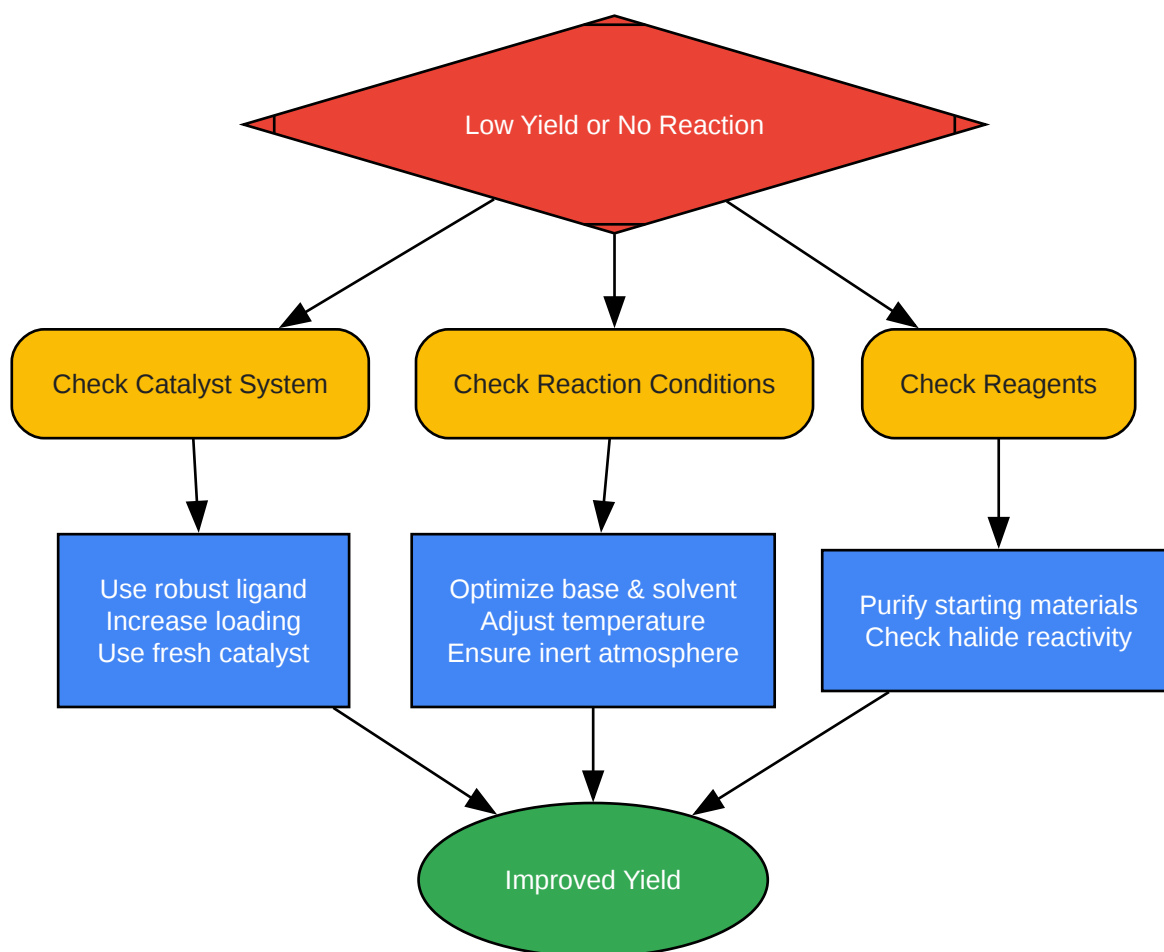 Low Yield or No Reaction
Check Catalyst System
Check Reaction Conditions
Check Reagents
Use robust ligand
Increase loading
Use fresh catalyst
Optimize base & solvent
Adjust temperature
Ensure inert atmosphere
Purify starting materials
Check halide reactivity
Improved Yield